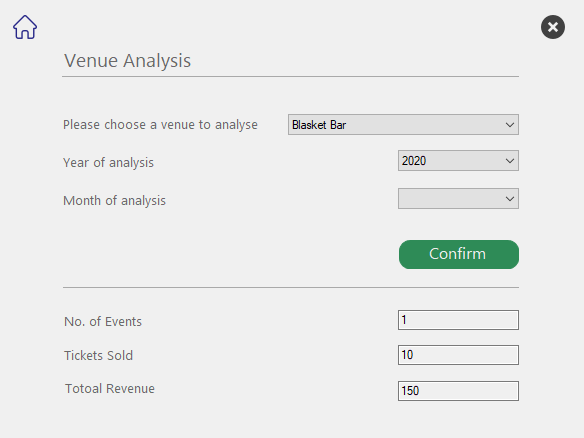 Venue Analysis
Please choose a venue to analyse Blasket Bar
Year of analysis 2020
Month of analysis
Confirm
No. of Events 1
Tickets Sold 10
Totoal Revenue 150